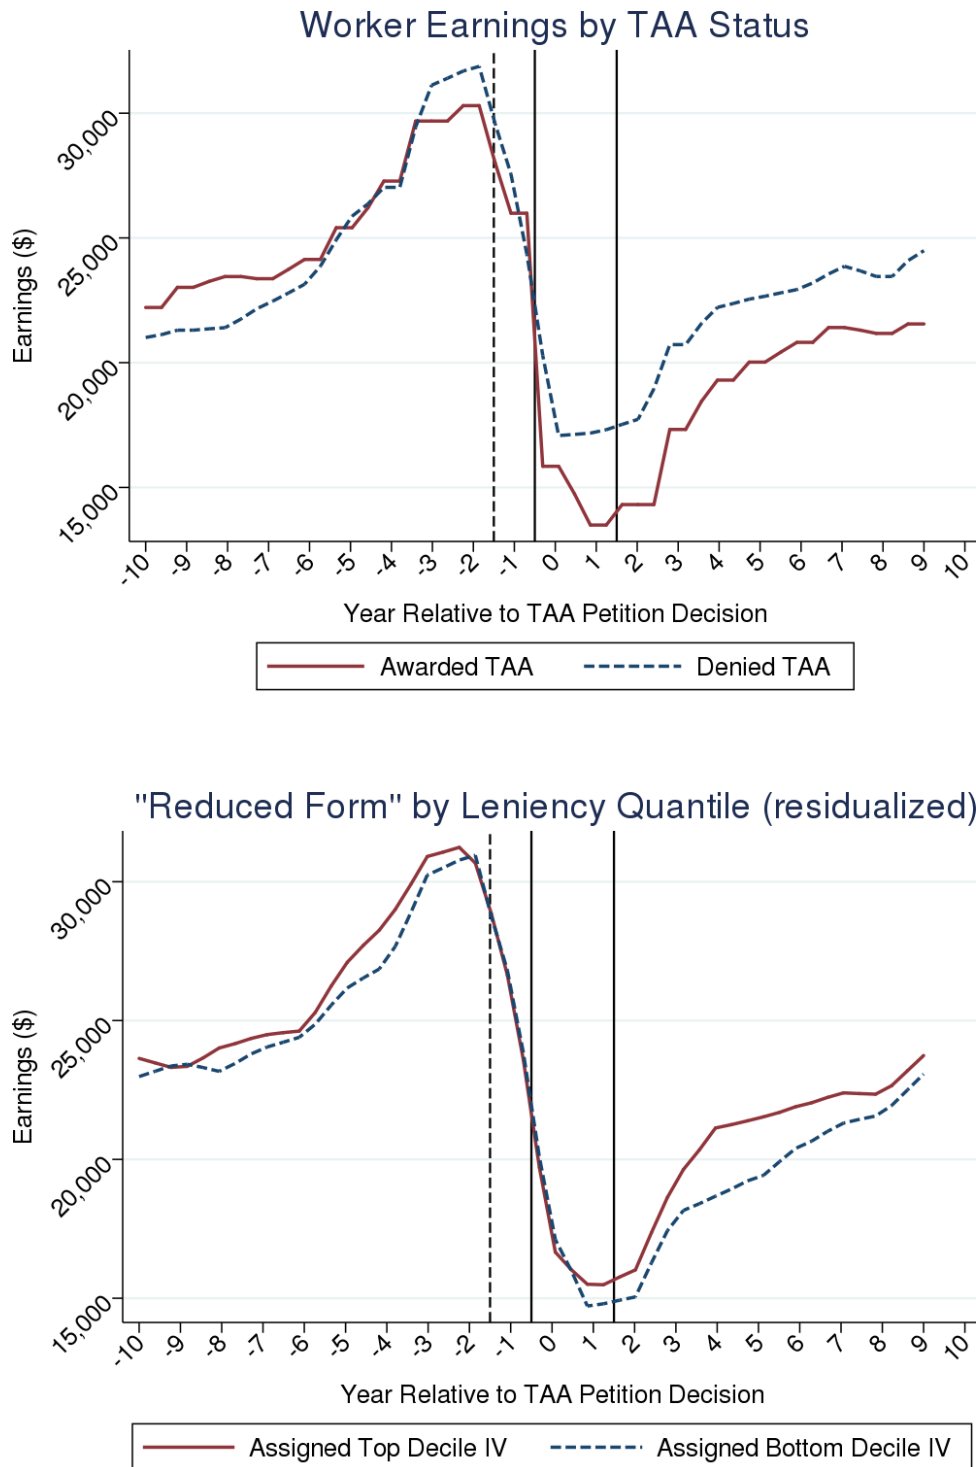 Worker Earnings by TAA Status
Earnings ($)
30,000
25,000
20,000
15,000
-10 -9 -8 -7 -6 -5 -4 -3 -2 -1 0 1 2 3 4 5 6 7 8 9 10
Year Relative to TAA Petition Decision
Awarded TAA Denied TAA
"Reduced Form" by Leniency Quantile (residualized)
Earnings ($)
30,000
25,000
20,000
15,000
-10 -9 -8 -7 -6 -5 -4 -3 -2 -1 0 1 2 3 4 5 6 7 8 9 10
Year Relative to TAA Petition Decision
Assigned Top Decile IV Assigned Bottom Decile IV